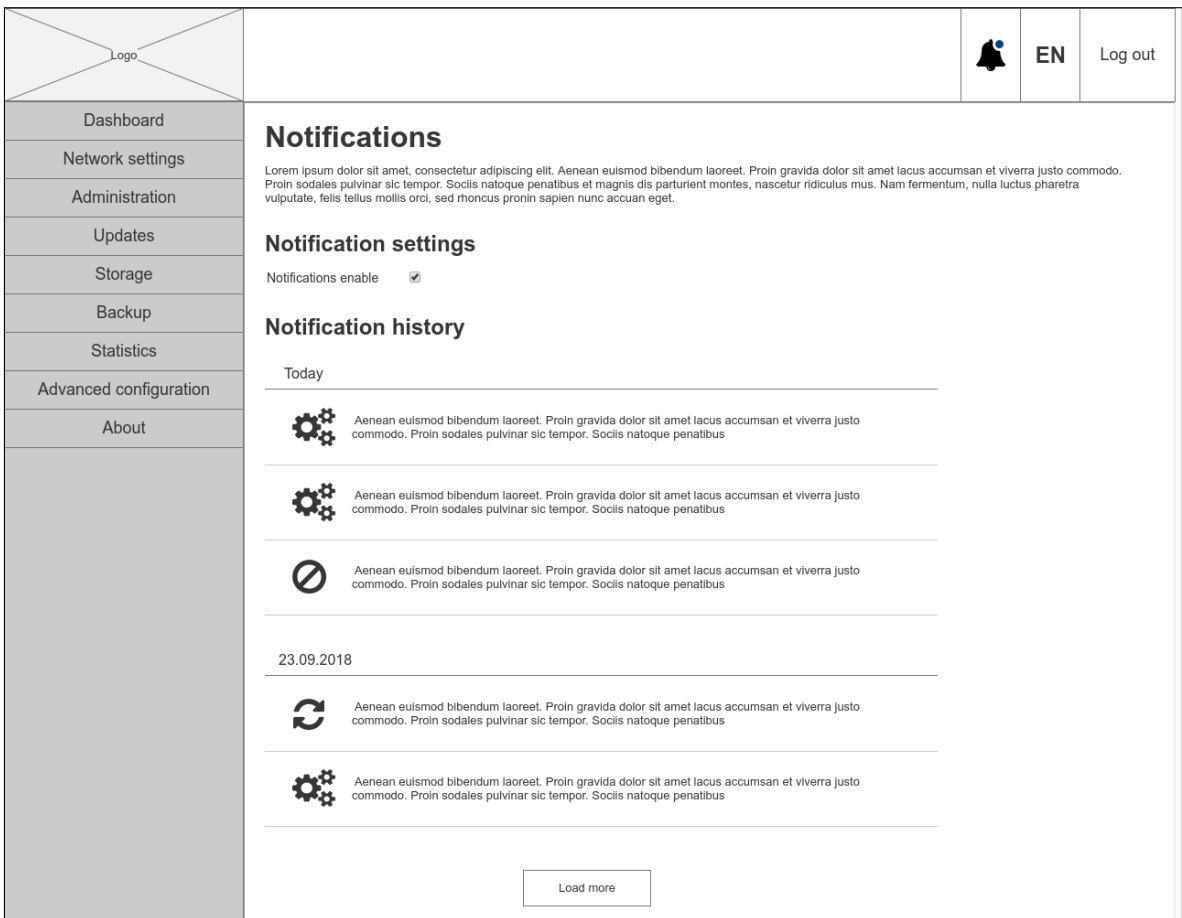 Logo
EN
Log out
Dashboard
Network settings
Administration
Updates
Storage
Backup
Statistics
Advanced configuration
About
Notifications
Lorem ipsum dolor sit amet, consectetur adipiscing elit. Aenean euismod bibendum laoreet. Proin gravida dolor sit amet lacus accumsan et viverra justo commodo.
Proin sodales pulvinar sic tempor. Sociis natoque penatibus et magnis dis parturient montes, nascetur ridiculus mus. Nam fermentum, nulla luctus pharetra
vulputate, felis tellus mollis orci, sed rhoncus pronin sapien nunc accuan eget.
Notification settings
Notifications enable
Notification history
Today
Aenean euismod bibendum laoreet. Proin gravida dolor sit amet lacus accumsan et viverra justo
commodo. Proin sodales pulvinar sic tempor. Sociis natoque penatibus
Aenean euismod bibendum laoreet. Proin gravida dolor sit amet lacus accumsan et viverra justo
commodo. Proin sodales pulvinar sic tempor. Sociis natoque penatibus
Aenean euismod bibendum laoreet. Proin gravida dolor sit amet lacus accumsan et viverra justo
commodo. Proin sodales pulvinar sic tempor. Sociis natoque penatibus
23.09.2018
Aenean euismod bibendum laoreet. Proin gravida dolor sit amet lacus accumsan et viverra justo
commodo. Proin sodales pulvinar sic tempor. Sociis natoque penatibus
Aenean euismod bibendum laoreet. Proin gravida dolor sit amet lacus accumsan et viverra justo
commodo. Proin sodales pulvinar sic tempor. Sociis natoque penatibus
Load more